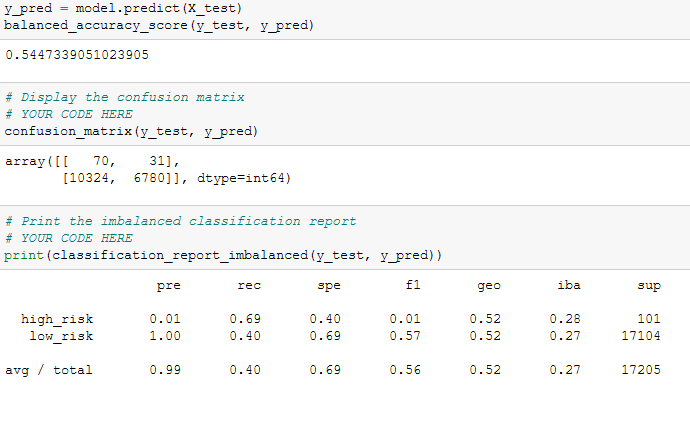 y_pred = model.predict(X_test)
balanced_accuracy_score(y_test, y_pred)
0.5447339051023905
# Display the confusion matrix
# YOUR CODE HERE
confusion_matrix(y_test, y_pred)
array([[   70,    31],
       [10324,  6780]], dtype=int64)
# Print the imbalanced classification report
# YOUR CODE HERE
print(classification_report_imbalanced(y_test, y_pred))
pre rec spe f1 geo iba sup
high_risk 0.01 0.69 0.40 0.01 0.52 0.28 101
low_risk 1.00 0.40 0.69 0.57 0.52 0.27 17104
avg / total 0.99 0.40 0.69 0.56 0.52 0.27 17205